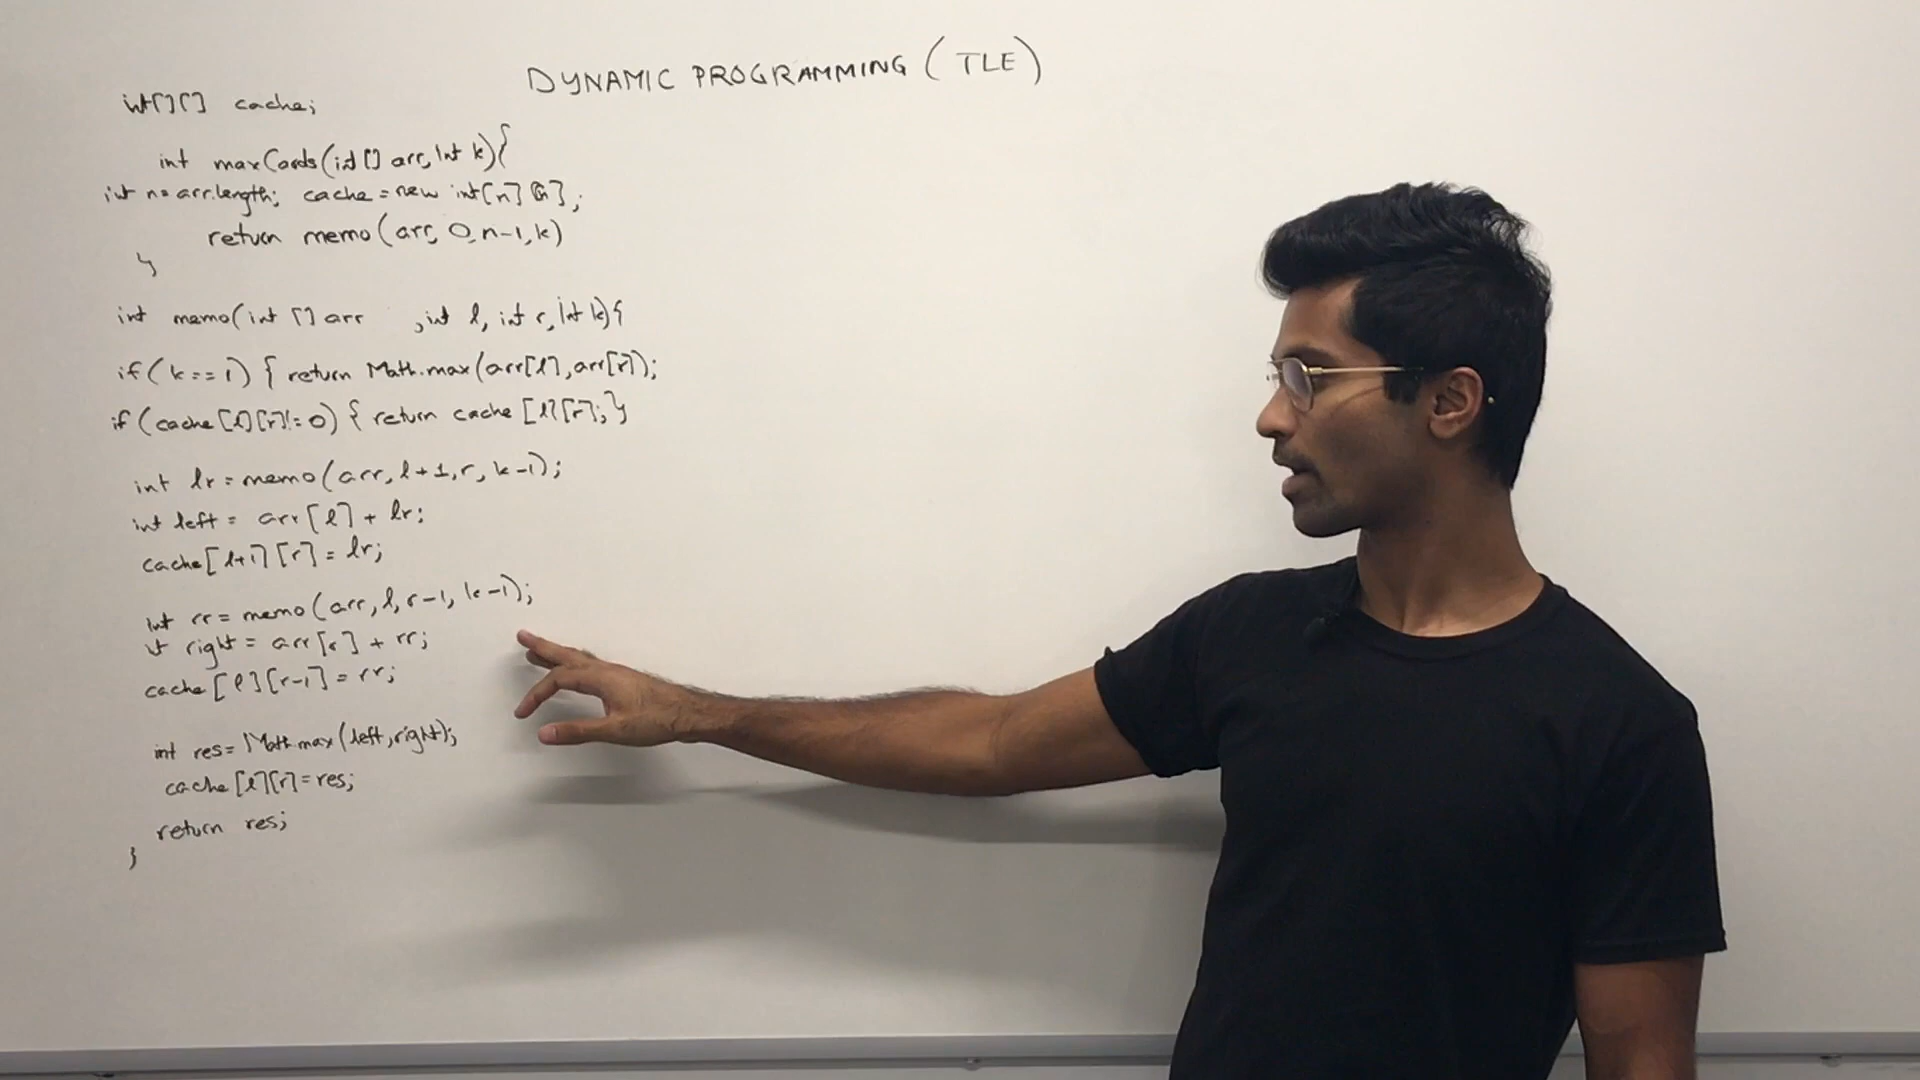 DYNAMIC PROGRAMMING (TLE)
int[][] cache;
int maxCards(int[] arr, int k){
int n= arr.length; cache = new int[n][n];
return memo(arr, 0, n-1, k)
}
int memo(int [] arr , int l, int r, int k){
if( k == 1) { return Math.max(arr[l], arr[r]);
if (cache[l][r]!=0) { return cache [l][r]; }
int lr = memo(arr, l+1, r, k-1);
int left = arr[l] + lr;
cache[l+1][r] = lr;
int rr = memo(arr, l, r-1, k-1);
it right = arr[r] + rr;
cache[l][r-1] = rr;
int res= Math.max(left,right);
cache [l][r]=res;
return res;
}